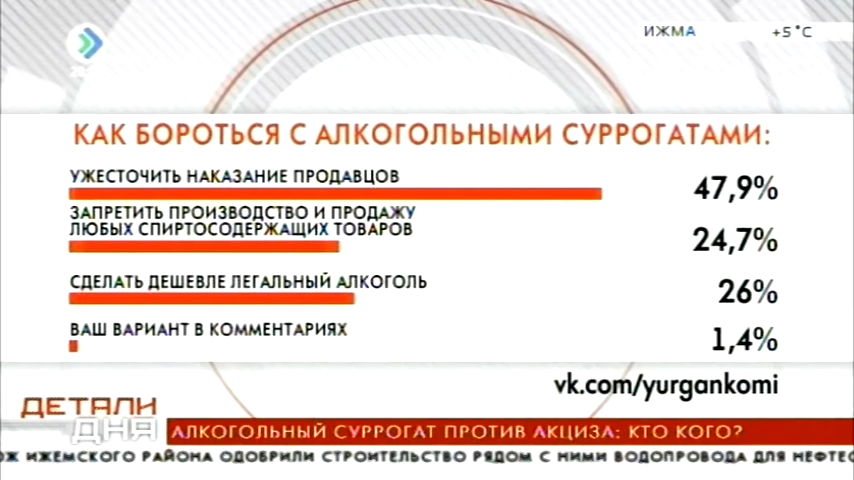 ИЖМА +5°C
КАК БОРОТЬСЯ С АЛКОГОЛЬНЫМИ СУРРОГАТАМИ:
УЖЕСТОЧИТЬ НАКАЗАНИЕ ПРОДАВЦОВ
47,9%
ЗАПРЕТИТЬ ПРОИЗВОДСТВО И ПРОДАЖУ
ЛЮБЫХ СПИРТОСОДЕРЖАЩИХ ТОВАРОВ
24,7%
СДЕЛАТЬ ДЕШЕВЛЕ ЛЕГАЛЬНЫЙ АЛКОГОЛЬ
26%
ВАШ ВАРИАНТ В КОММЕНТАРИЯХ
1,4%
vk.com/yurgankomi
ДЕТАЛИ
ДНЯ
АЛКОГОЛЬНЫЙ СУРРОГАТ ПРОТИВ АКЦИЗА: КТО КОГО?
ИЖЕМСКОГО РАЙОНА ОДОБРИЛИ СТРОИТЕЛЬСТВО РЯДОМ С НИМИ ВОДОПРОВОДА ДЛЯ